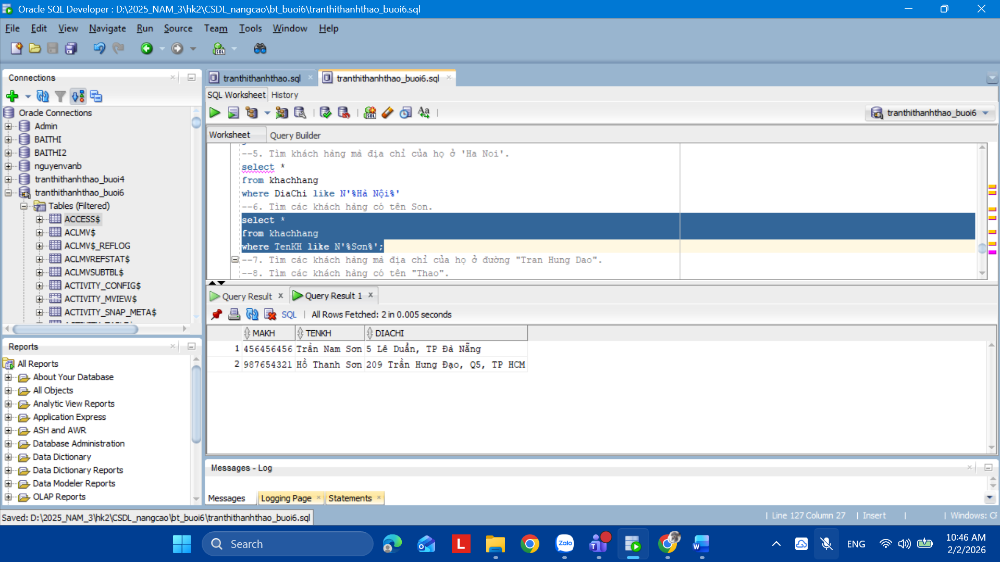 Oracle SQL Developer : D:\2025_NAM_3\hk2\CSDL_nangcao\bt_buoi6\tranthithanhthao_buoi6.sql
File Edit View Navigate Run Source Team Tools Window Help
Connections
Oracle Connections
Admin
BAITHI
BAITHI2
nguyenvanb
tranthithanhthao_buoi4
tranthithanhthao_buoi6
Tables (Filtered)
ACCESS$
ACLMV$
ACLMV$_REFLOG
ACLMVREFSTAT$
ACLMVSUBTBL$
ACTIVITY_CONFIG$
ACTIVITY_MVIEW$
ACTIVITY_SNAP_META$
Reports
All Reports
About Your Database
All Objects
Analytic View Reports
Application Express
ASH and AWR
Database Administration
Data Dictionary
Data Dictionary Reports
Data Modeler Reports
OLAP Reports
tranthithanhthao.sql tranthithanhthao_buoi6.sql
SQL Worksheet History
tranthithanhthao_buoi6
Worksheet Query Builder
--5. Tìm khách hàng mà địa chỉ của họ ở 'Ha Noi'.
select *
from khachhang
where DiaChi like N'%Hà Nội%'
--6. Tìm các khách hàng có tên Son.
select *
from khachhang
where TenKH like N'%Sơn%';
--7. Tìm các khách hàng mà địa chỉ của họ ở đường "Tran Hung Dao".
--8. Tìm các khách hàng có tên "Thao".
Query Result Query Result 1
SQL All Rows Fetched: 2 in 0.005 seconds
MAKH TENKH DIACHI
1 456456456 Trần Nam Sơn 5 Lê Duẩn, TP Đà Nẵng
2 987654321 Hồ Thanh Sơn 209 Trần Hưng Đạo, Q5, TP HCM
Messages - Log
Messages Logging Page Statements
Saved: D:\2025_NAM_3\hk2\CSDL_nangcao\bt_buoi6\tranthithanhthao_buoi6.sql
Line 127 Column 27 Insert Windows: CF
Search
Zalo
ENG
10:46 AM
2/2/2026